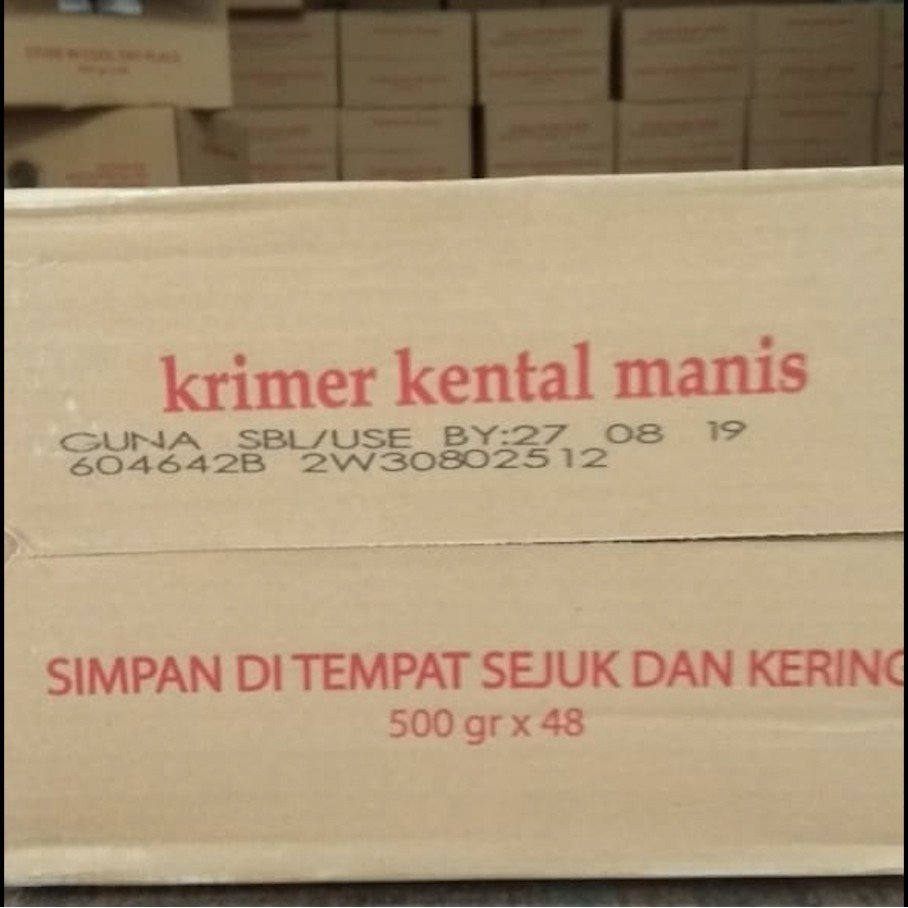 krimer kental manis
GUNA SBL/USE BY:27 08 19
604642B 2W30802512
SIMPAN DI TEMPAT SEJUK DAN KERING
500 gr x 48